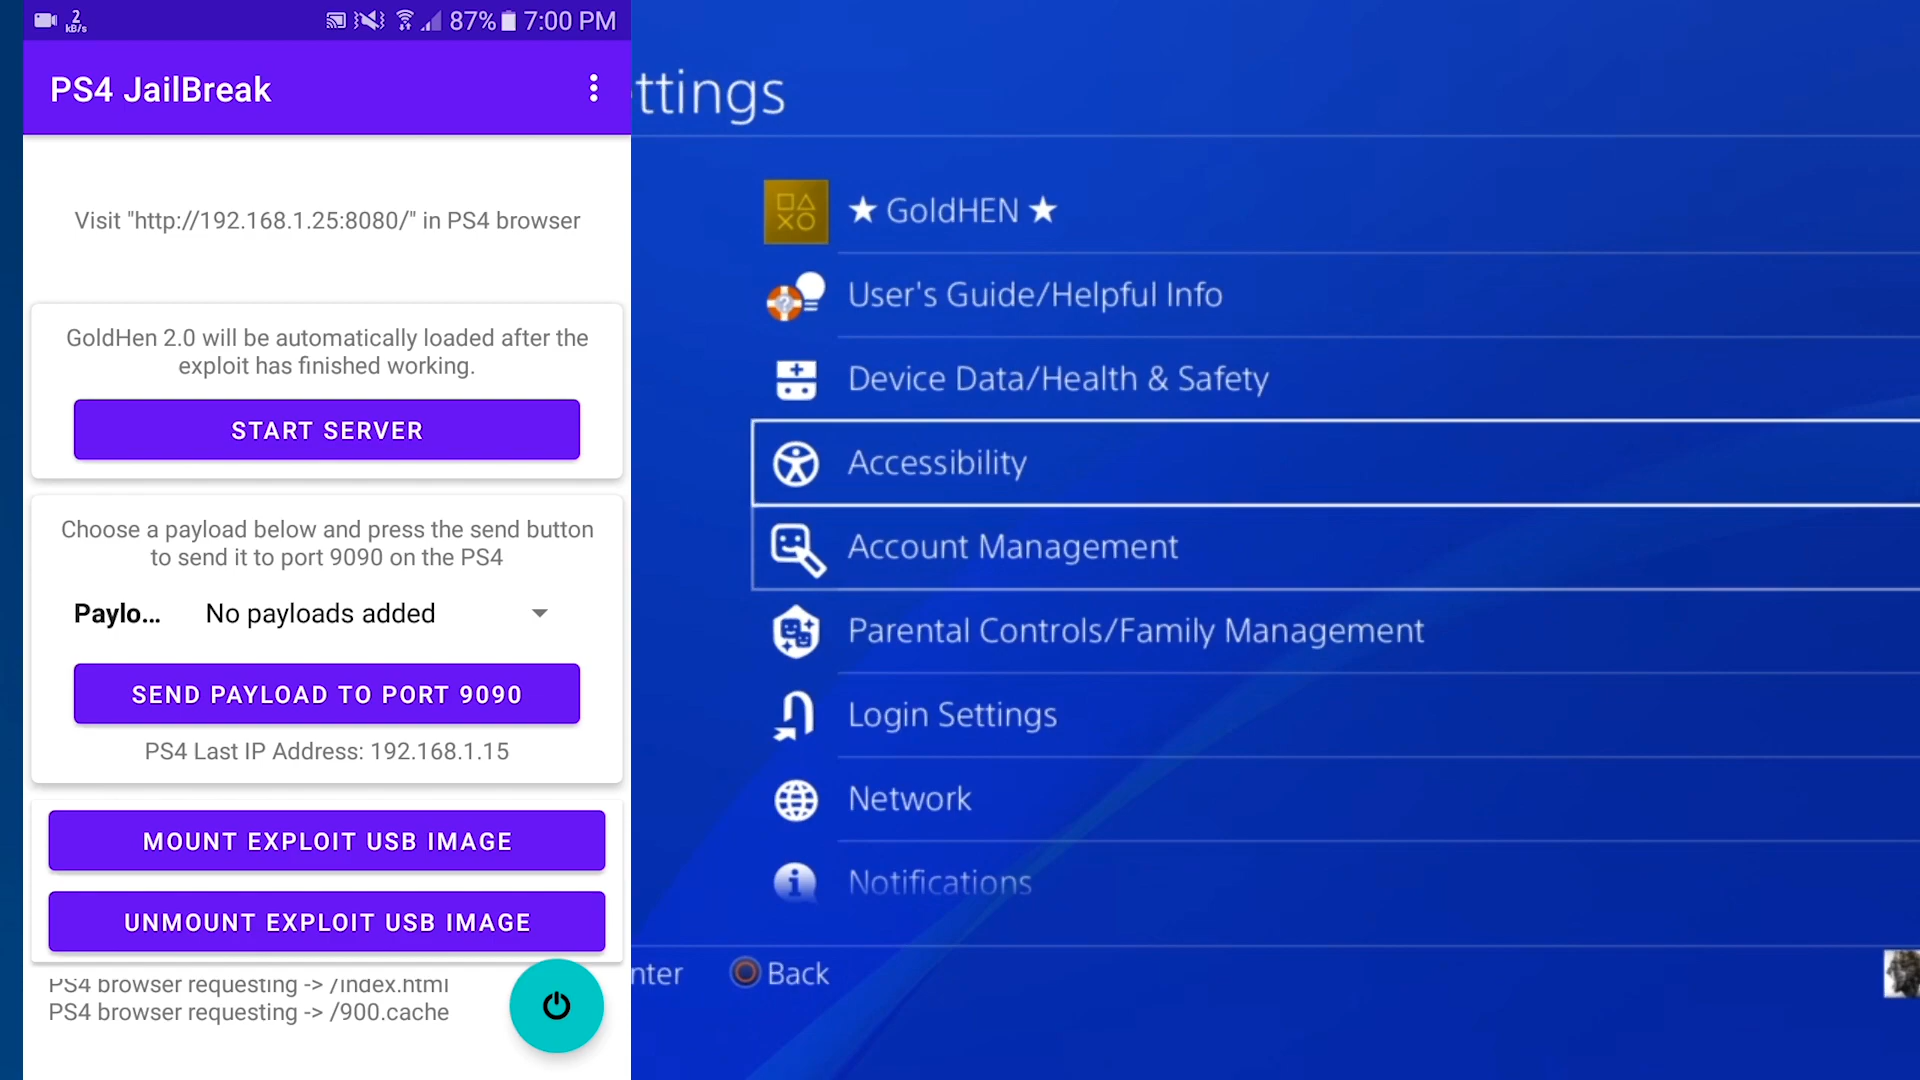 2
kB/s
87% 7:00 PM
PS4 JailBreak
Visit "http://192.168.1.25:8080/" in PS4 browser
GoldHen 2.0 will be automatically loaded after the
exploit has finished working.
START SERVER
Choose a payload below and press the send button
to send it to port 9090 on the PS4
Paylo... No payloads added
SEND PAYLOAD TO PORT 9090
PS4 Last IP Address: 192.168.1.15
MOUNT EXPLOIT USB IMAGE
UNMOUNT EXPLOIT USB IMAGE
PS4 browser requesting -> /index.html
PS4 browser requesting -> /900.cache
ttings
★ GoldHEN ★
User's Guide/Helpful Info
Device Data/Health & Safety
Accessibility
Account Management
Parental Controls/Family Management
Login Settings
Network
Notifications
nter Back